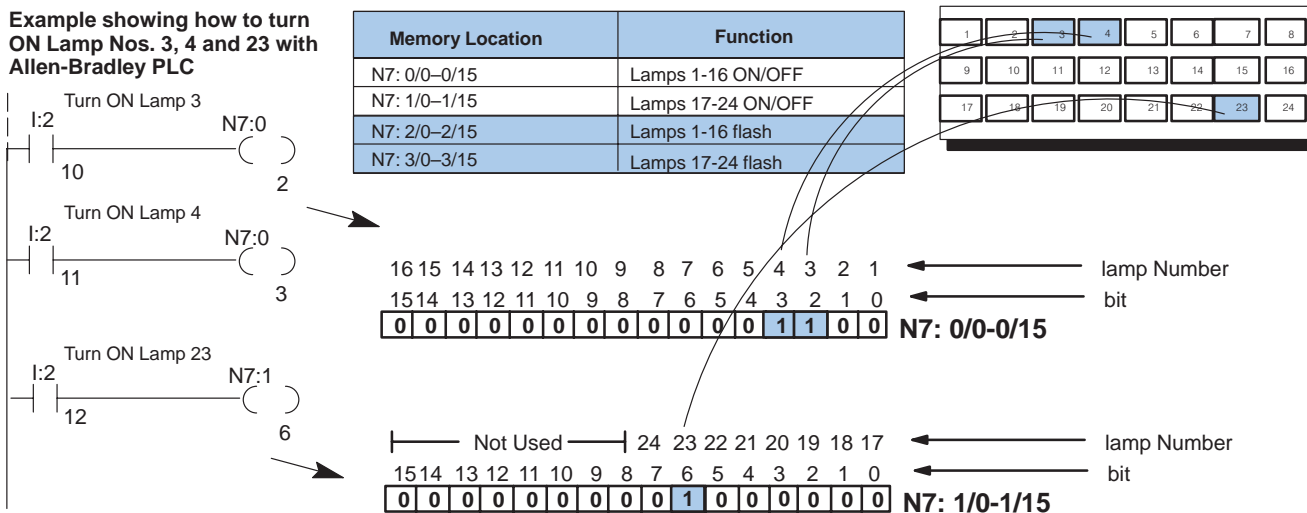 Example showing how to turn
ON Lamp Nos. 3, 4 and 23 with
Allen-Bradley PLC
Turn ON Lamp 3
I:2
N7:0
10
2
Turn ON Lamp 4
I:2
N7:0
11
3
Turn ON Lamp 23
I:2
N7:1
12
6
Memory Location Function
N7: 0/0–0/15 Lamps 1-16 ON/OFF
N7: 1/0–1/15 Lamps 17-24 ON/OFF
N7: 2/0–2/15 Lamps 1-16 flash
N7: 3/0–3/15 Lamps 17-24 flash
1 2 3 4 5 6 7 8
9 10 11 12 13 14 15 16
17 18 19 20 21 22 23 24
16 15 14 13 12 11 10 9 8 7 6 5 4 3 2 1 lamp Number
15 14 13 12 11 10 9 8 7 6 5 4 3 2 1 0 bit
0 0 0 0 0 0 0 0 0 0 0 0 1 1 0 0 N7: 0/0-0/15
Not Used 24 23 22 21 20 19 18 17 lamp Number
15 14 13 12 11 10 9 8 7 6 5 4 3 2 1 0 bit
0 0 0 0 0 0 0 0 0 1 0 0 0 0 0 0 N7: 1/0-1/15